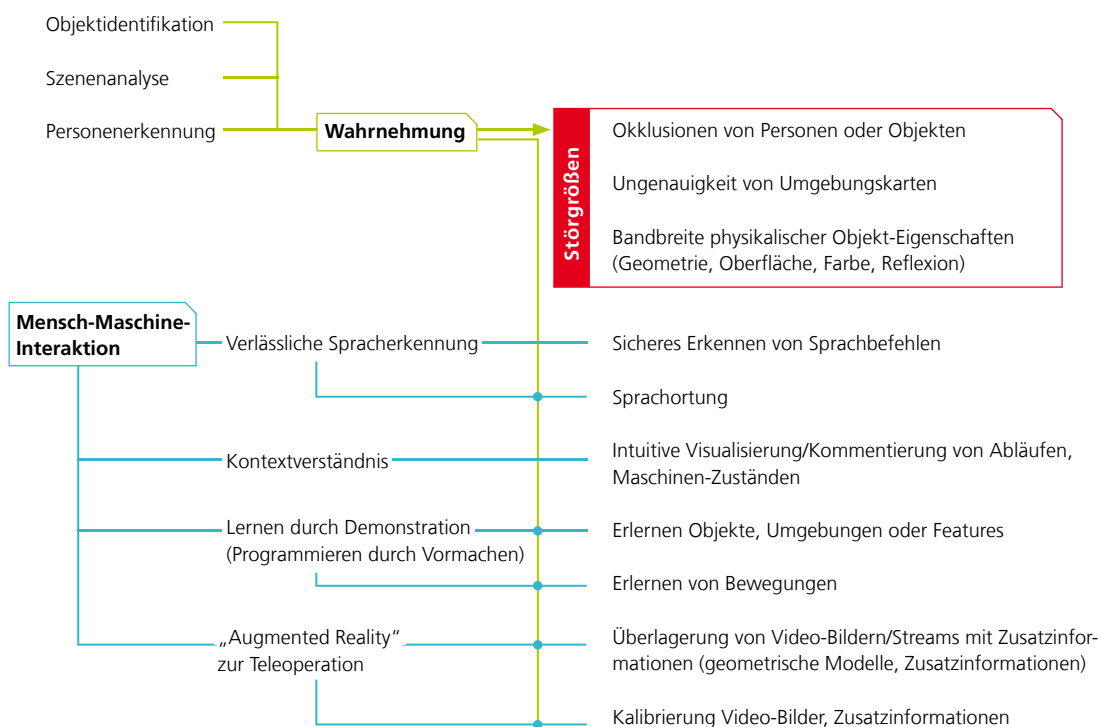 Objektidentifikation
Szenenanalyse
Personenerkennung
Wahrnehmung
Störgrößen
Okklusionen von Personen oder Objekten
Ungenauigkeit von Umgebungskarten
Bandbreite physikalischer Objekt-Eigenschaften
(Geometrie, Oberfläche, Farbe, Reflexion)
Mensch-Maschine-
Interaktion
Verlässliche Spracherkennung
Sicheres Erkennen von Sprachbefehlen
Sprachortung
Kontextverständnis
Intuitive Visualisierung/Kommentierung von Abläufen,
Maschinen-Zuständen
Lernen durch Demonstration
(Programmieren durch Vormachen)
Erlernen Objekte, Umgebungen oder Features
Erlernen von Bewegungen
„Augmented Reality“
zur Teleoperation
Überlagerung von Video-Bildern/Streams mit Zusatzinfor-
mationen (geometrische Modelle, Zusatzinformationen)
Kalibrierung Video-Bilder, Zusatzinformationen